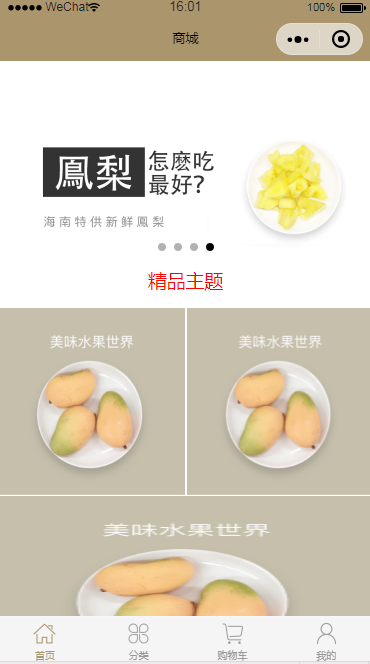 ●●●●● WeChat 16:01 100%
商城
鳳梨 怎麽吃
最好?
海南特供新鮮鳳梨
精品主题
美味水果世界 美味水果世界
美味水果世界
首页 分类 购物车 我的